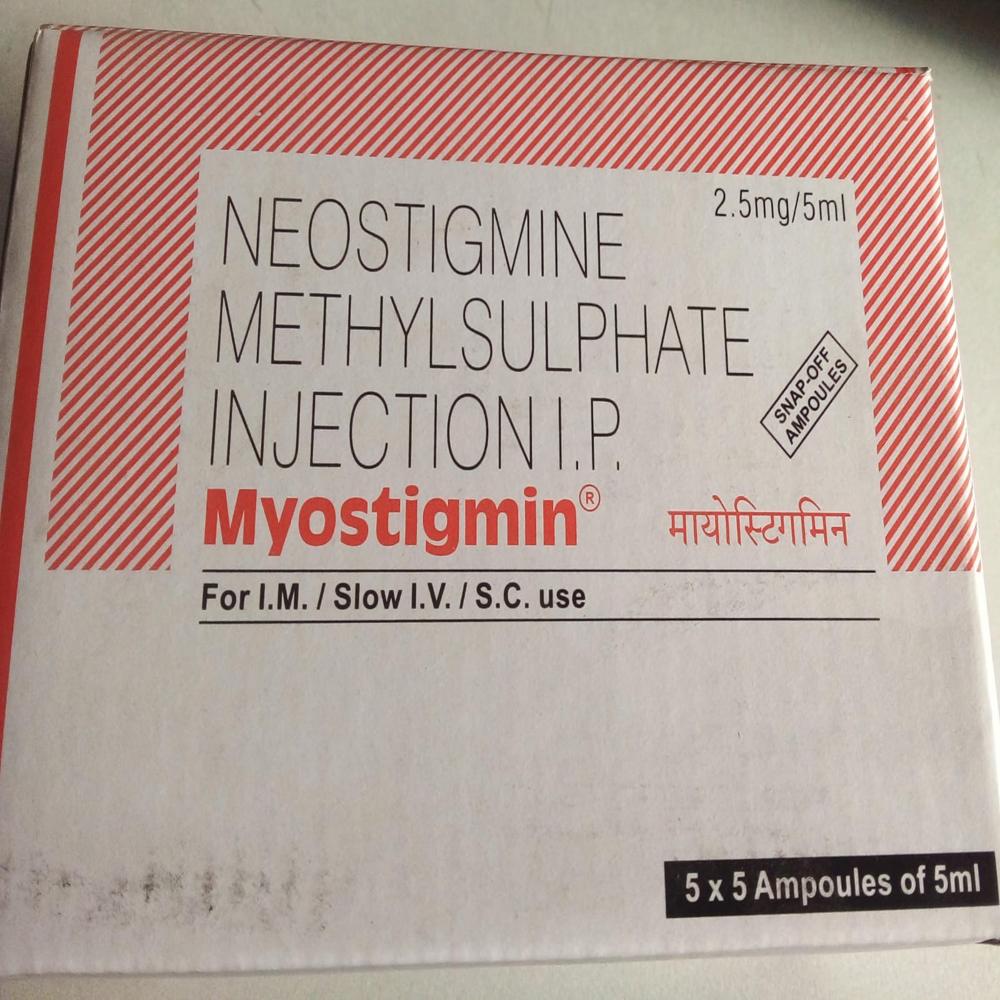 2.5mg/5ml
NEOSTIGMINE
METHYLSULPHATE
INJECTION I.P.
SNAP-OFF
AMPOULES
Myostigmin®
मायोस्टिगमिन
For I.M. / Slow I.V. / S.C. use
5 x 5 Ampoules of 5ml